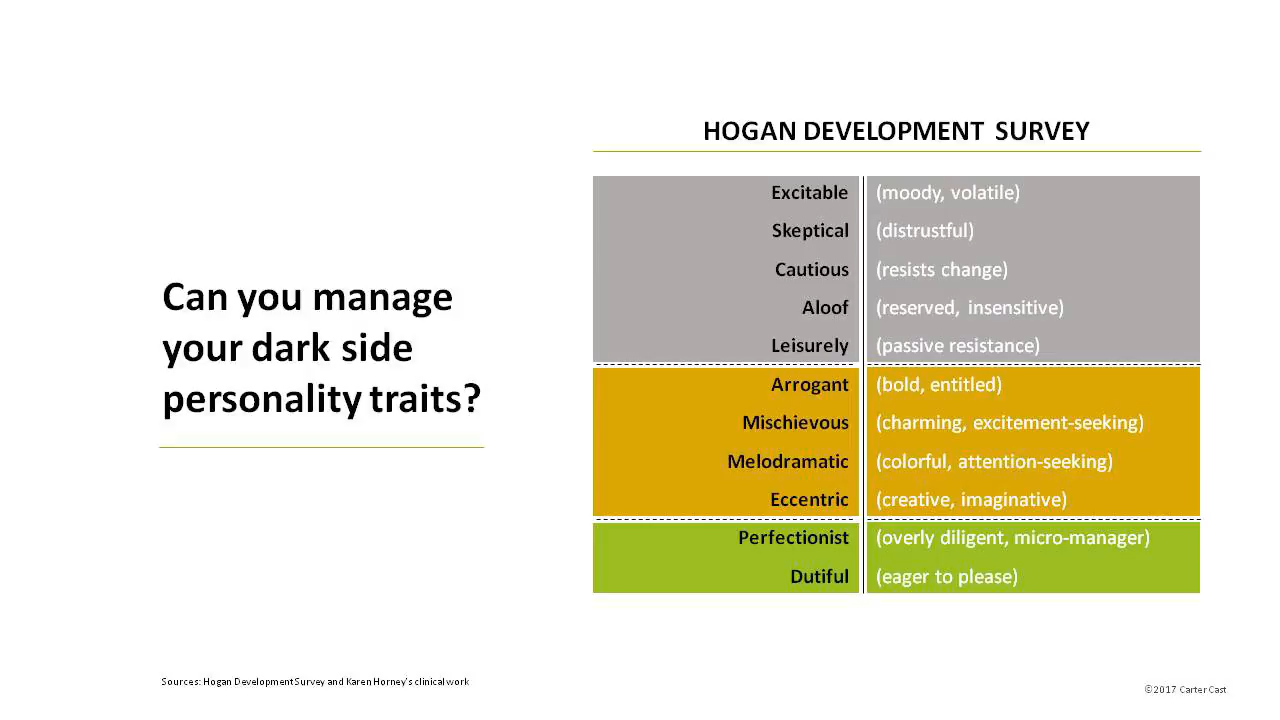 HOGAN DEVELOPMENT SURVEY
Can you manage
your dark side
personality traits?
Excitable (moody, volatile)
Skeptical (distrustful)
Cautious (resists change)
Aloof (reserved, insensitive)
Leisurely (passive resistance)
Arrogant (bold, entitled)
Mischievous (charming, excitement-seeking)
Melodramatic (colorful, attention-seeking)
Eccentric (creative, imaginative)
Perfectionist (overly diligent, micro-manager)
Dutiful (eager to please)
Sources: Hogan Development Survey and Karen Horney's clinical work
©2017 Carter Cast